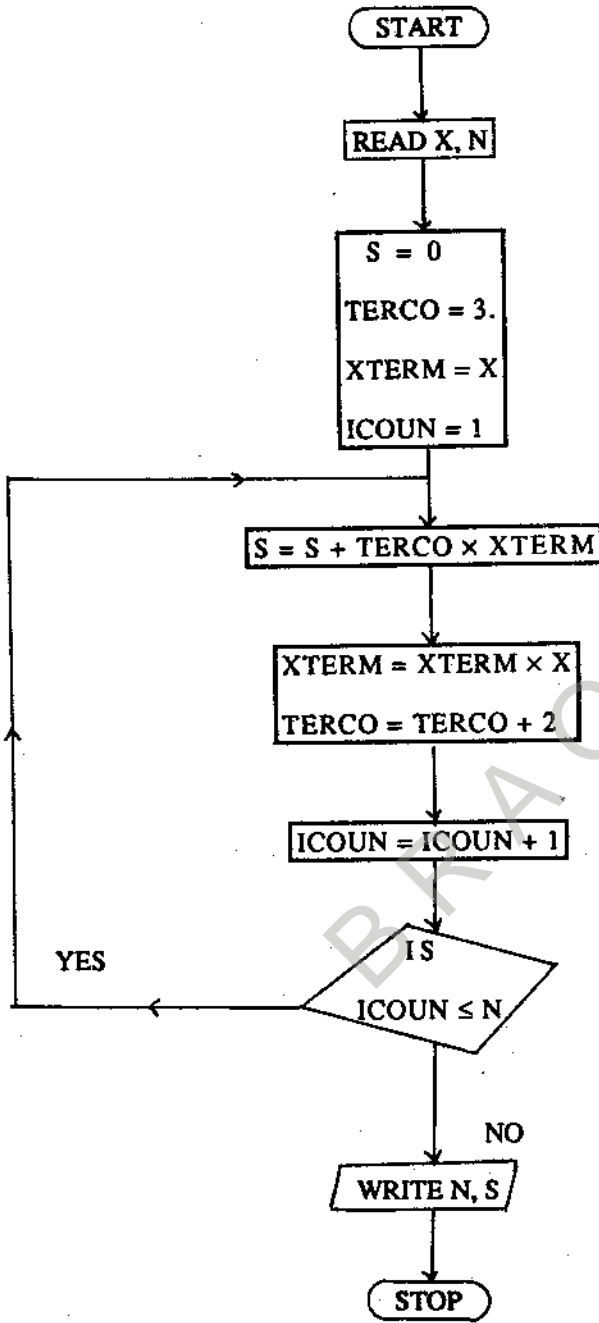 START
READ X, N
S = 0
TERCO = 3.
XTERM = X
ICOUN = 1
S = S + TERCO × XTERM
XTERM = XTERM × X
TERCO = TERCO + 2
ICOUN = ICOUN + 1
IS
YES
ICOUN ≤ N
NO
WRITE N, S
STOP
BRAC